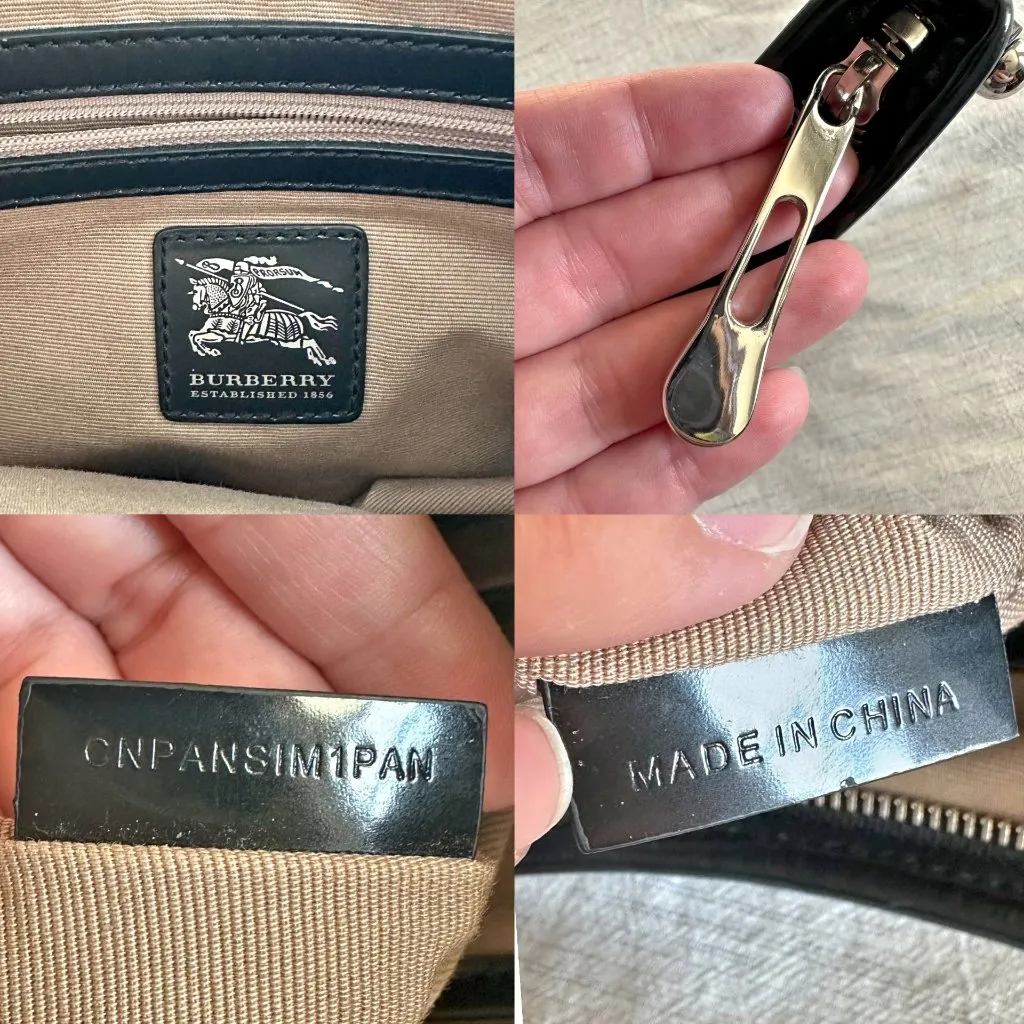 PRORSUM
BURBERRY
ESTABLISHED 1856
CNPANSIM1PAN
MADE IN CHINA